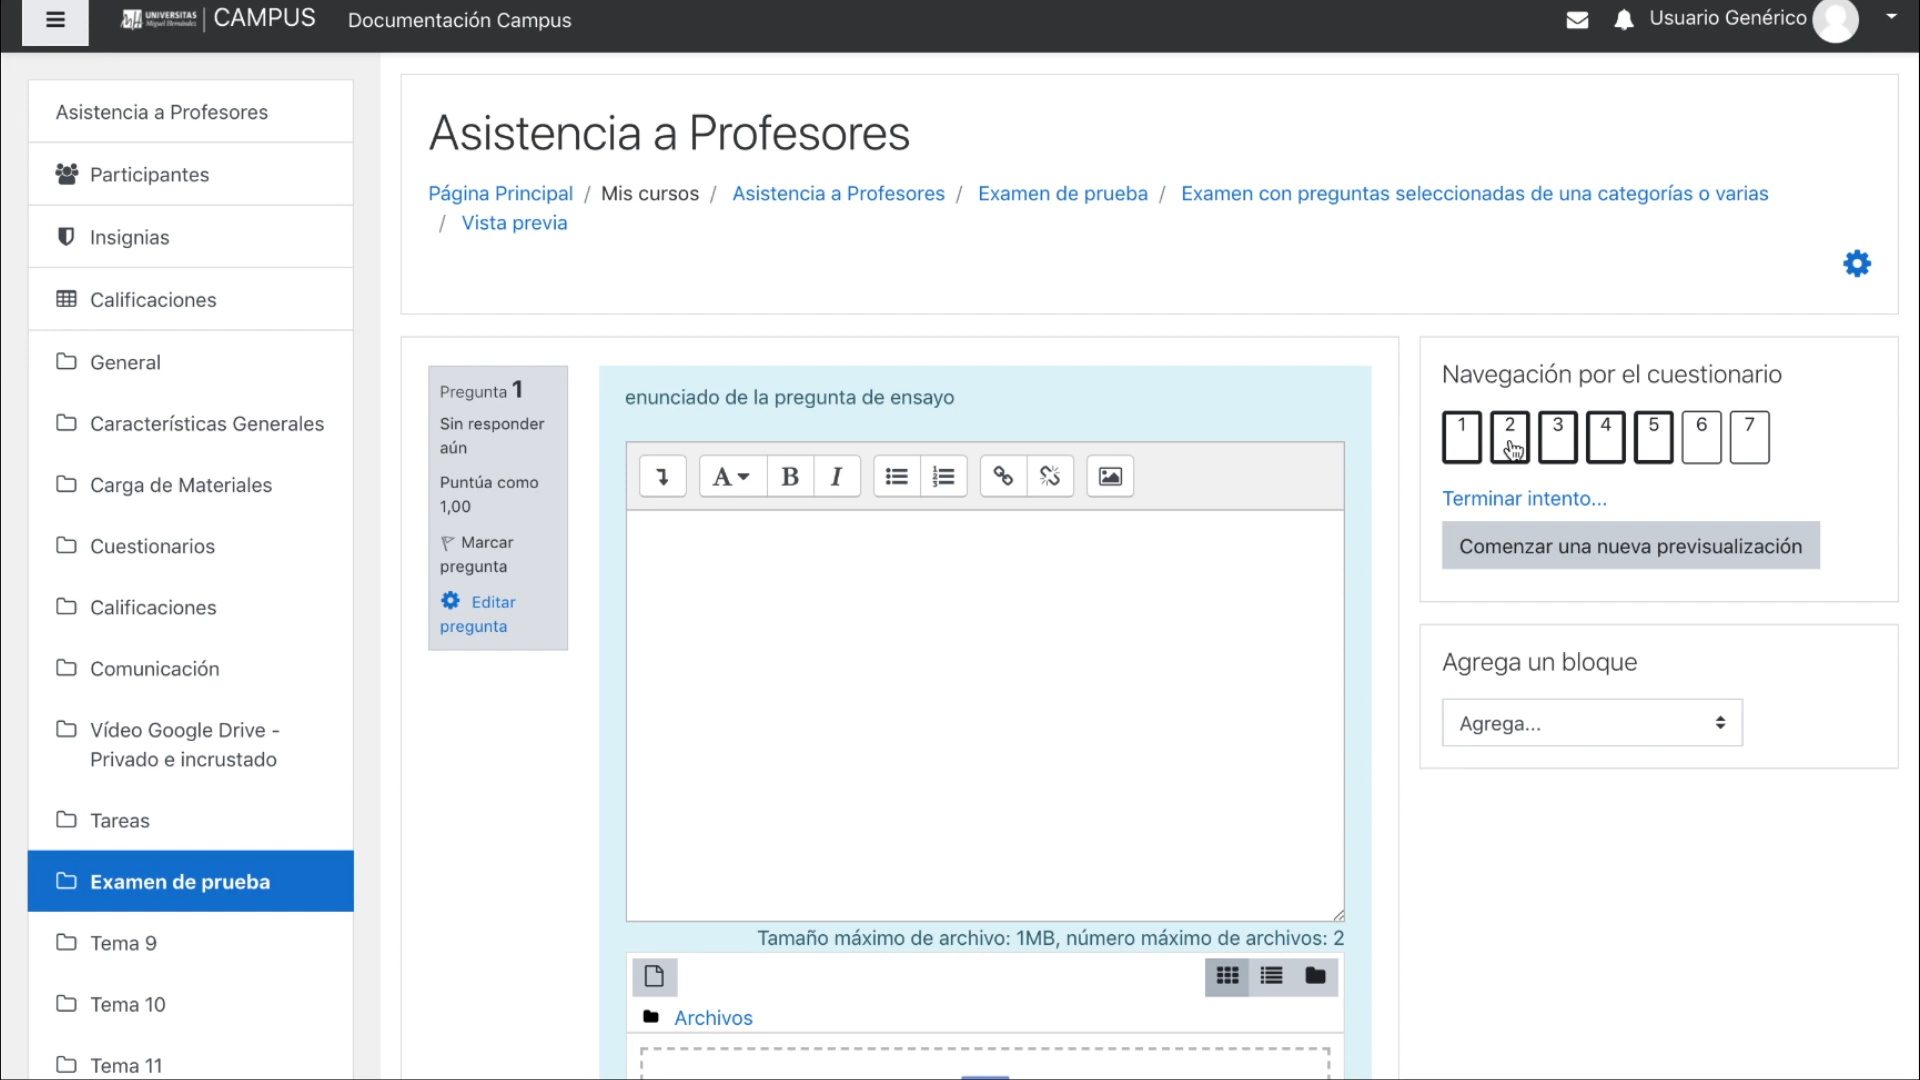 UNIVERSITAS
Miguel Hernández
CAMPUS
Documentación Campus
Usuario Genérico
Asistencia a Profesores
Participantes
Insignias
Calificaciones
General
Características Generales
Carga de Materiales
Cuestionarios
Calificaciones
Comunicación
Vídeo Google Drive -
Privado e incrustado
Tareas
Examen de prueba
Tema 9
Tema 10
Tema 11
Asistencia a Profesores
Página Principal / Mis cursos / Asistencia a Profesores / Examen de prueba / Examen con preguntas seleccionadas de una categorías o varias
/ Vista previa
Pregunta 1
Sin responder
aún
Puntúa como
1,00
Marcar
pregunta
Editar
pregunta
enunciado de la pregunta de ensayo
A B I
Tamaño máximo de archivo: 1MB, número máximo de archivos: 2
Archivos
Navegación por el cuestionario
1 2 3 4 5 6 7
Terminar intento...
Comenzar una nueva previsualización
Agrega un bloque
Agrega...